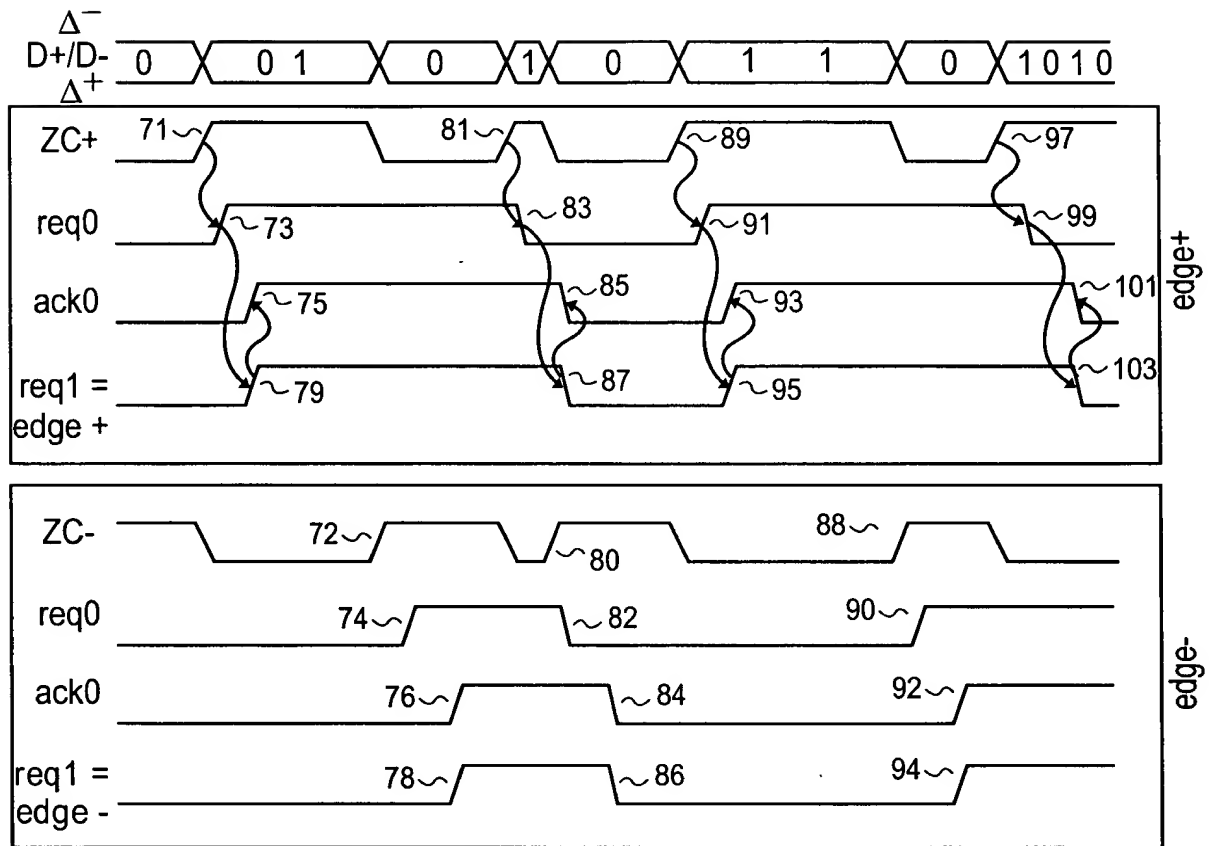 Δ−
D+/D- 0 0 1 0 1 0 1 1 0 1 0 1 0
Δ+
ZC+ 71 81 89 97
req0 73 83 91 99
ack0 75 85 93 101
req1 = edge + 79 87 95 103
edge+
ZC- 72 80 88
req0 74 82 90
ack0 76 84 92
req1 = edge - 78 86 94
edge-